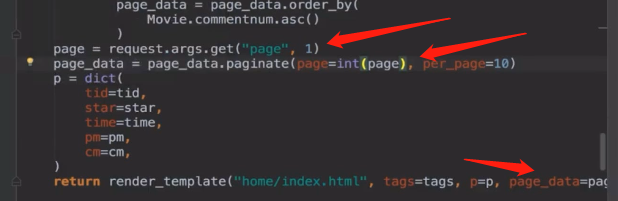 page_data = page_data.order_by(
Movie.commentnum.asc()
)
page = request.args.get("page", 1)
page_data = page_data.paginate(page=int(page), per_page=10)
p = dict(
tid=tid,
star=star,
time=time,
pm=pm,
cm=cm,
)
return render_template("home/index.html", tags=tags, p=p, page_data=pag